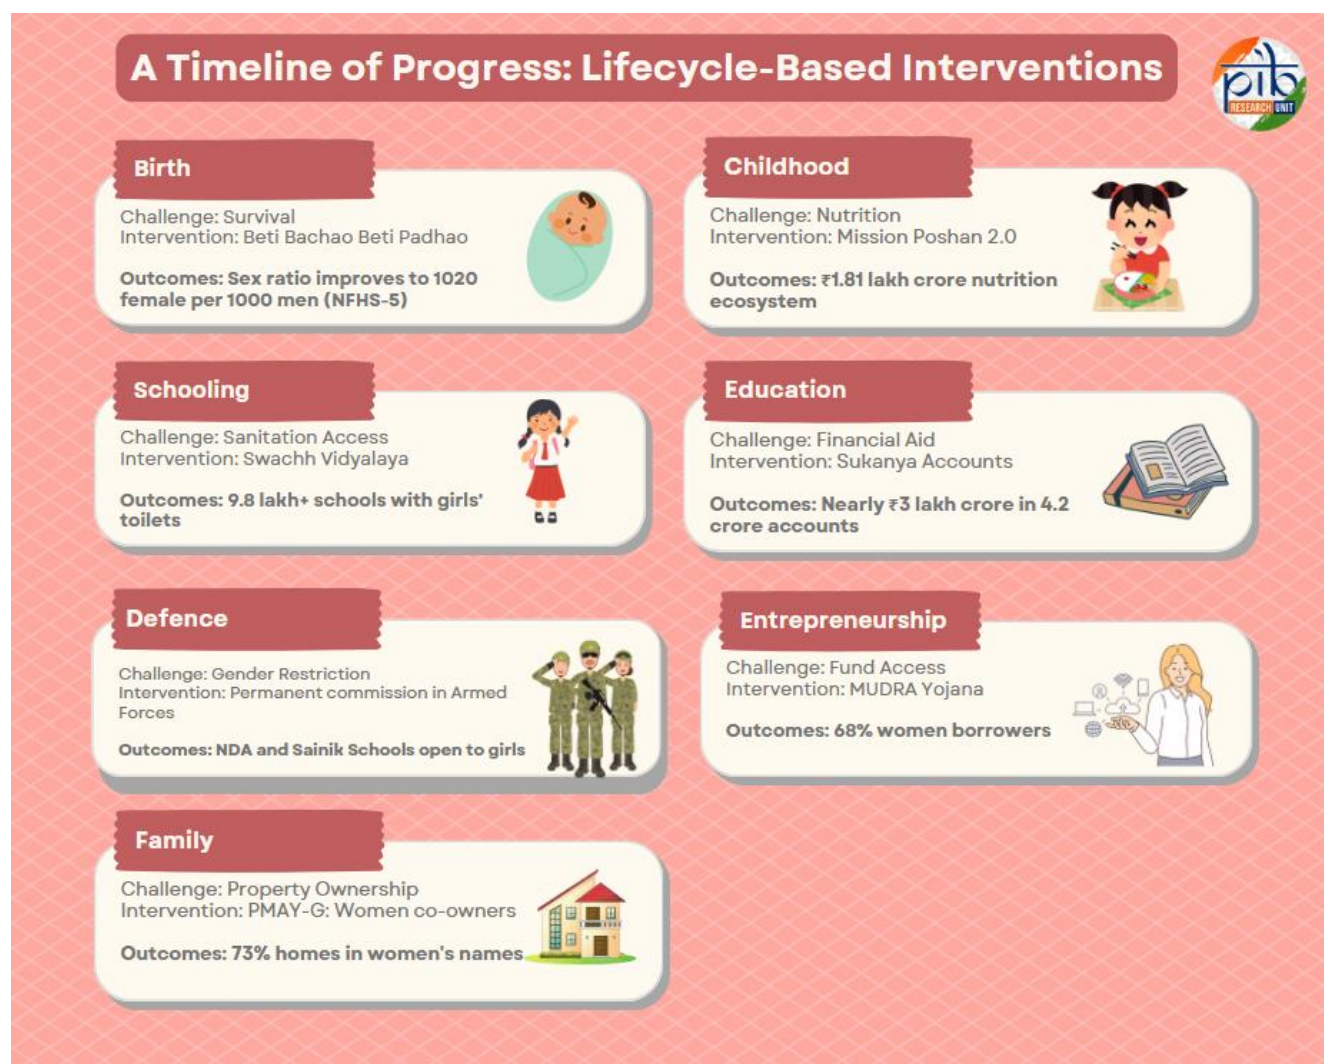 A Timeline of Progress: Lifecycle-Based Interventions
pib
RESEARCH UNIT
Birth
Challenge: Survival
Intervention: Beti Bachao Beti Padhao
Outcomes: Sex ratio improves to 1020
female per 1000 men (NFHS-5)
Childhood
Challenge: Nutrition
Intervention: Mission Poshan 2.0
Outcomes: ₹1.81 lakh crore nutrition
ecosystem
Schooling
Challenge: Sanitation Access
Intervention: Swachh Vidyalaya
Outcomes: 9.8 lakh+ schools with girls'
toilets
Education
Challenge: Financial Aid
Intervention: Sukanya Accounts
Outcomes: Nearly ₹3 lakh crore in 4.2
crore accounts
Defence
Challenge: Gender Restriction
Intervention: Permanent commission in Armed
Forces
Outcomes: NDA and Sainik Schools open to girls
Entrepreneurship
Challenge: Fund Access
Intervention: MUDRA Yojana
Outcomes: 68% women borrowers
Family
Challenge: Property Ownership
Intervention: PMAY-G: Women co-owners
Outcomes: 73% homes in women's names